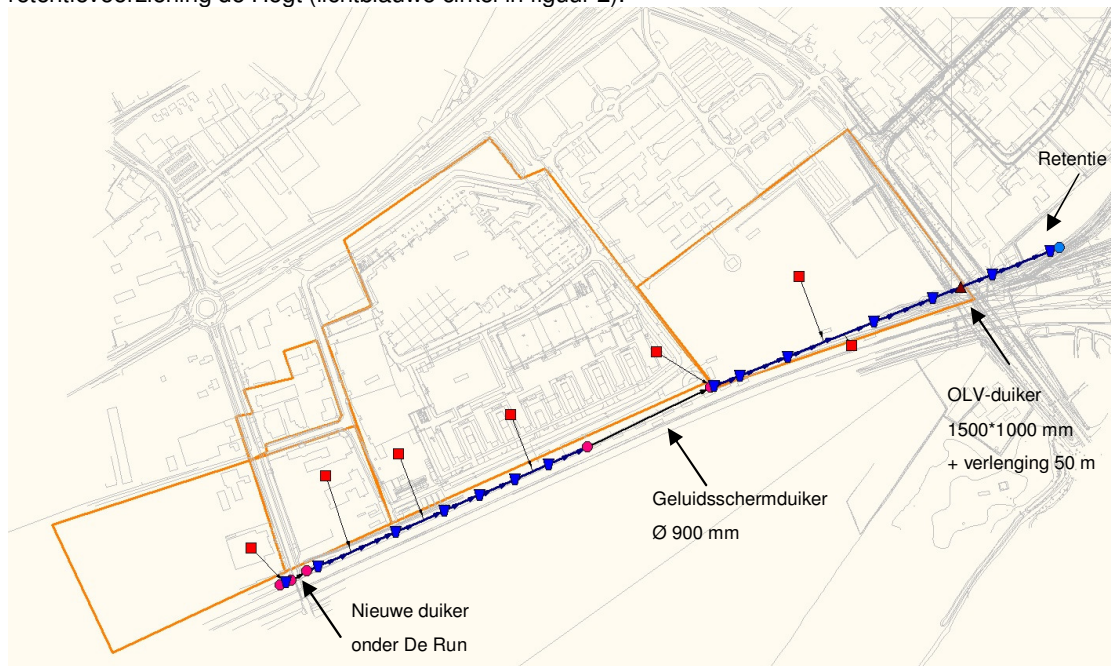 retentievoorziening de Hogt (lichtblauwe cirkel in figuur 2).
Retentie
OLV-duiker
1500*1000 mm
+ verlenging 50 m
Geluidsschermduiker
Ø 900 mm
Nieuwe duiker
onder De Run